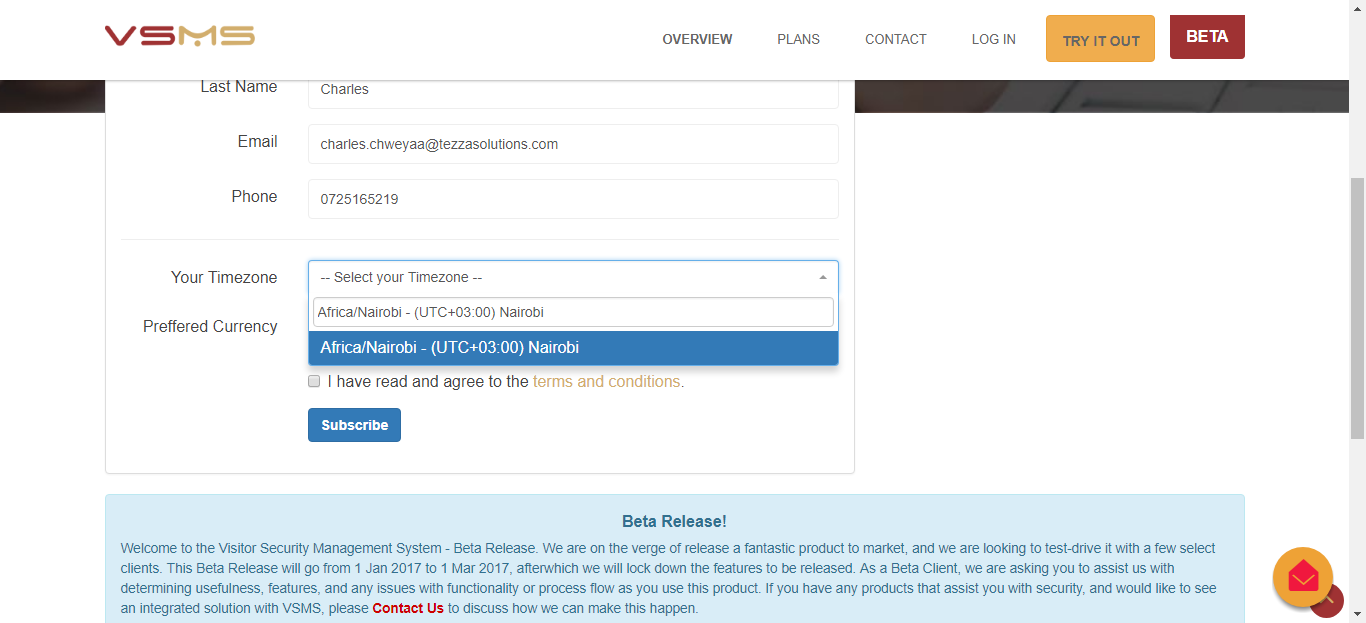 VSMS
OVERVIEW
PLANS
CONTACT
LOG IN
TRY IT OUT
BETA
Last Name
Charles
Email
charles.chweyaa@tezzasolutions.com
Phone
0725165219
Your Timezone
-- Select your Timezone --
Africa/Nairobi - (UTC+03:00) Nairobi
Preffered Currency
Africa/Nairobi - (UTC+03:00) Nairobi
I have read and agree to the terms and conditions.
Subscribe
Beta Release!
Welcome to the Visitor Security Management System - Beta Release. We are on the verge of release a fantastic product to market, and we are looking to test-drive it with a few select
clients. This Beta Release will go from 1 Jan 2017 to 1 Mar 2017, afterwhich we will lock down the features to be released. As a Beta Client, we are asking you to assist us with
determining usefulness, features, and any issues with functionality or process flow as you use this product. If you have any products that assist you with security, and would like to see
an integrated solution with VSMS, please Contact Us to discuss how we can make this happen.